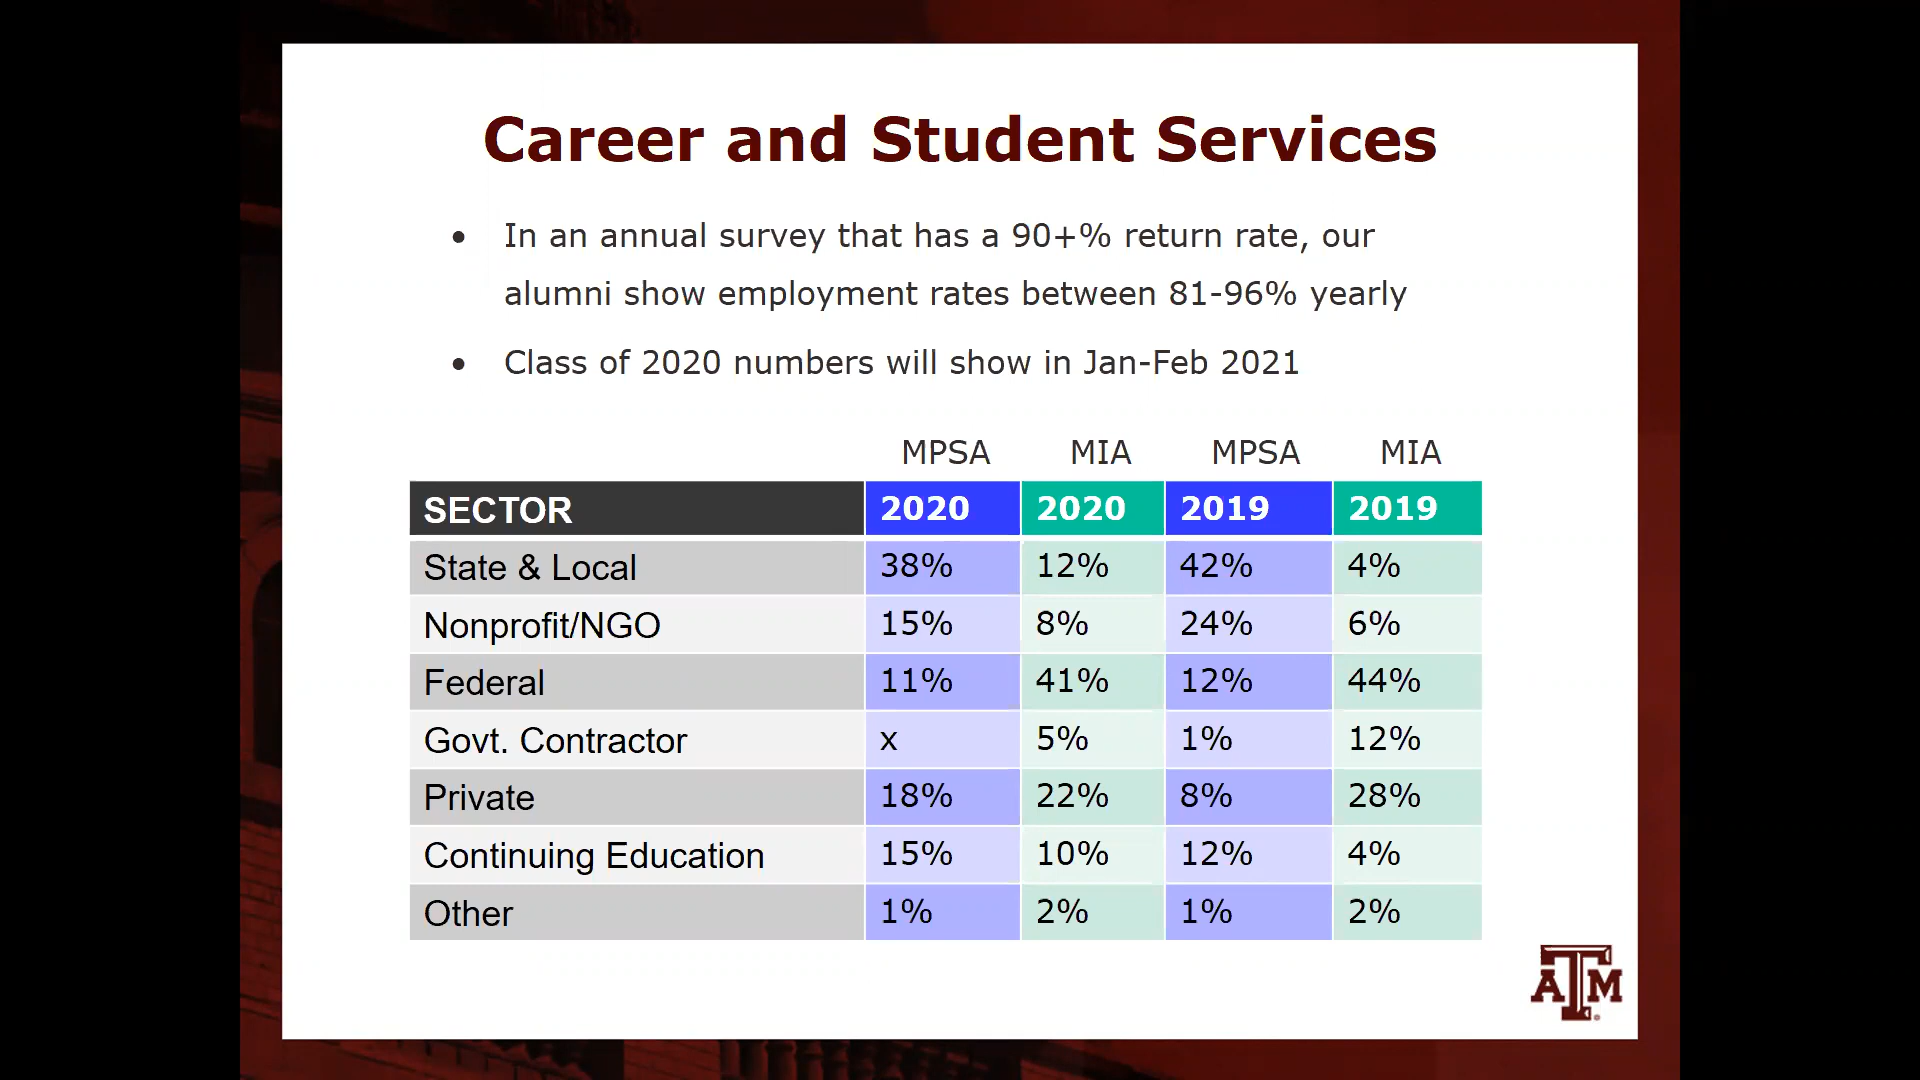 Career and Student Services
• In an annual survey that has a 90+% return rate, our
alumni show employment rates between 81-96% yearly
• Class of 2020 numbers will show in Jan-Feb 2021
MPSA MIA MPSA MIA
SECTOR 2020 2020 2019 2019
State & Local 38% 12% 42% 4%
Nonprofit/NGO 15% 8% 24% 6%
Federal 11% 41% 12% 44%
Govt. Contractor x 5% 1% 12%
Private 18% 22% 8% 28%
Continuing Education 15% 10% 12% 4%
Other 1% 2% 1% 2%
ATM